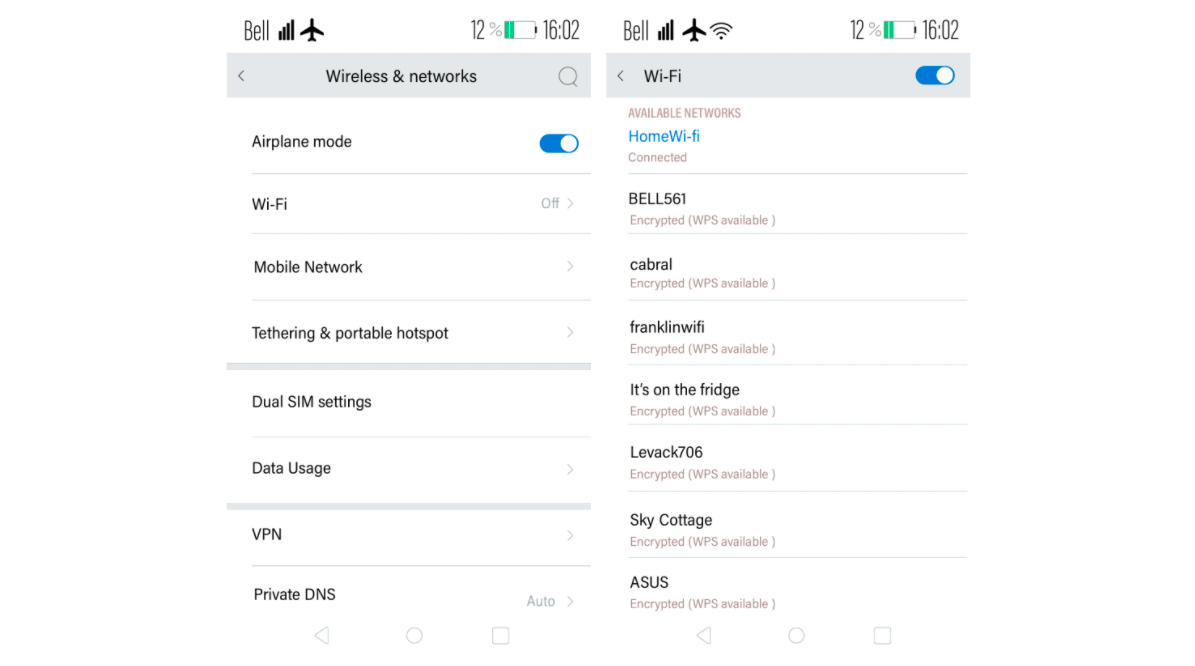 Bell 12 % 16:02
Wireless & networks
Airplane mode
Wi-Fi Off
Mobile Network
Tethering & portable hotspot
Dual SIM settings
Data Usage
VPN
Private DNS Auto
Bell 12 % 16:02
Wi-Fi
AVAILABLE NETWORKS
HomeWi-fi
Connected
BELL561
Encrypted (WPS available )
cabral
Encrypted (WPS available )
franklinwifi
Encrypted (WPS available )
It's on the fridge
Encrypted (WPS available )
Levack706
Encrypted (WPS available )
Sky Cottage
Encrypted (WPS available )
ASUS
Encrypted (WPS available )